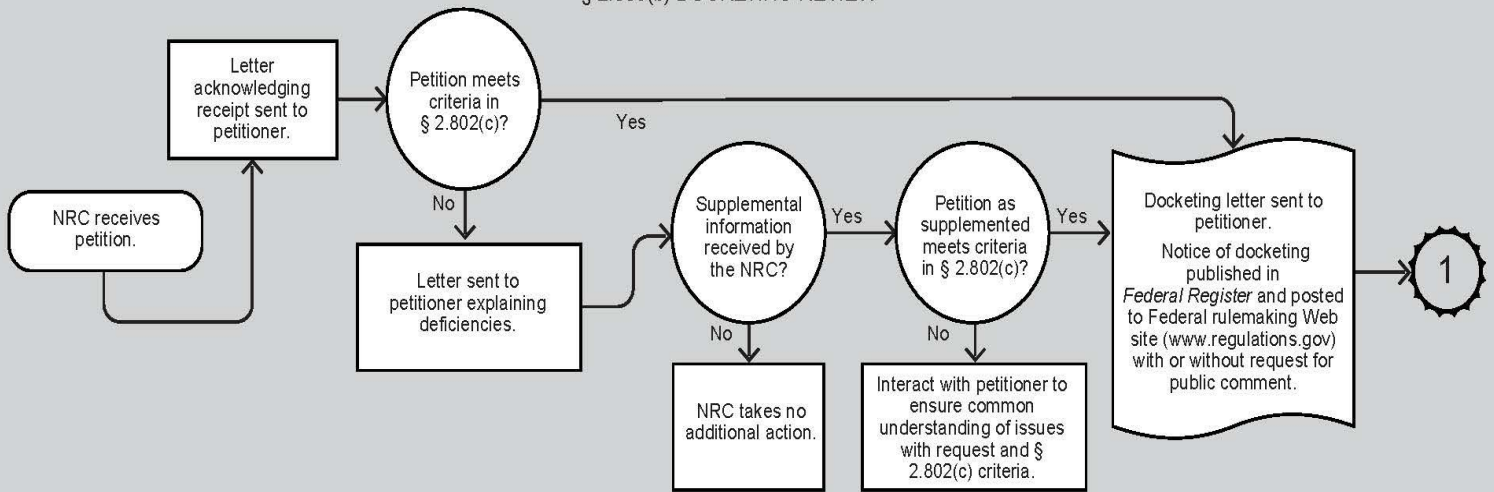 NRC receives
petition.
Letter
acknowledging
receipt sent to
petitioner.
Petition meets
criteria in
§ 2.802(c)?
Yes
No
Letter sent to
petitioner explaining
deficiencies.
Supplemental
information
received by
the NRC?
Yes
No
NRC takes no
additional action.
Petition as
supplemented
meets criteria
in § 2.802(c)?
Yes
No
Interact with petitioner to
ensure common
understanding of issues
with request and §
2.802(c) criteria.
Docketing letter sent to
petitioner.
Notice of docketing
published in
Federal Register and posted
to Federal rulemaking Web
site (www.regulations.gov)
with or without request for
public comment.
1